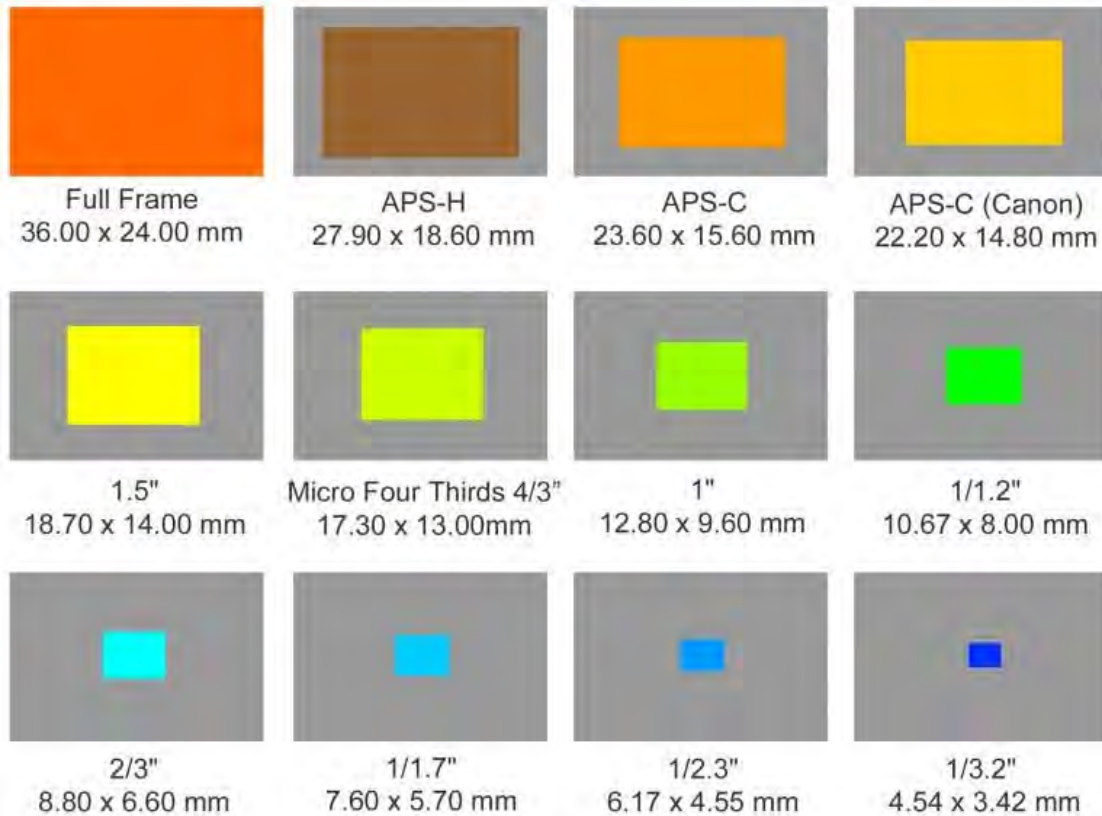 Full Frame
36.00 x 24.00 mm
APS-H
27.90 x 18.60 mm
APS-C
23.60 x 15.60 mm
APS-C (Canon)
22.20 x 14.80 mm
1.5"
18.70 x 14.00 mm
Micro Four Thirds 4/3”
17.30 x 13.00mm
1"
12.80 x 9.60 mm
1/1.2"
10.67 x 8.00 mm
2/3"
8.80 x 6.60 mm
1/1.7"
7.60 x 5.70 mm
1/2.3"
6.17 x 4.55 mm
1/3.2"
4.54 x 3.42 mm